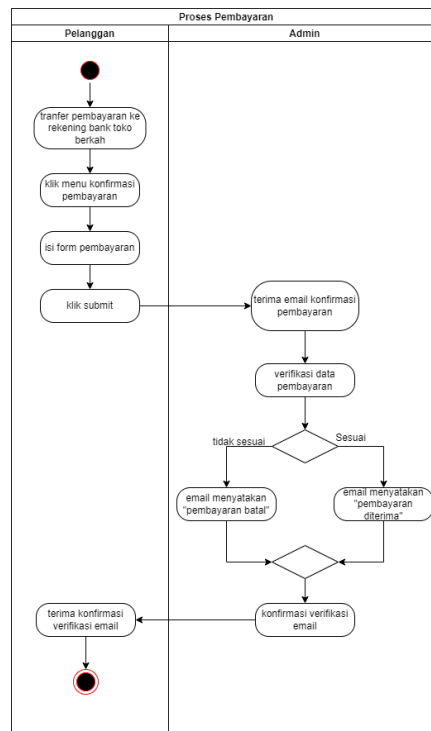 Proses Pembayaran
Pelanggan
Admin
tranfer pembayaran ke
rekening bank toko
berkah
klik menu konfirmasi
pembayaran
isi form pembayaran
klik submit
terima email konfirmasi
pembayaran
verifikasi data
pembayaran
tidak sesuai
Sesuai
email menyatakan
"pembayaran batal"
email menyatakan
"pembayaran
diterima"
konfirmasi verifikasi
email
terima konfirmasi
verifikasi email